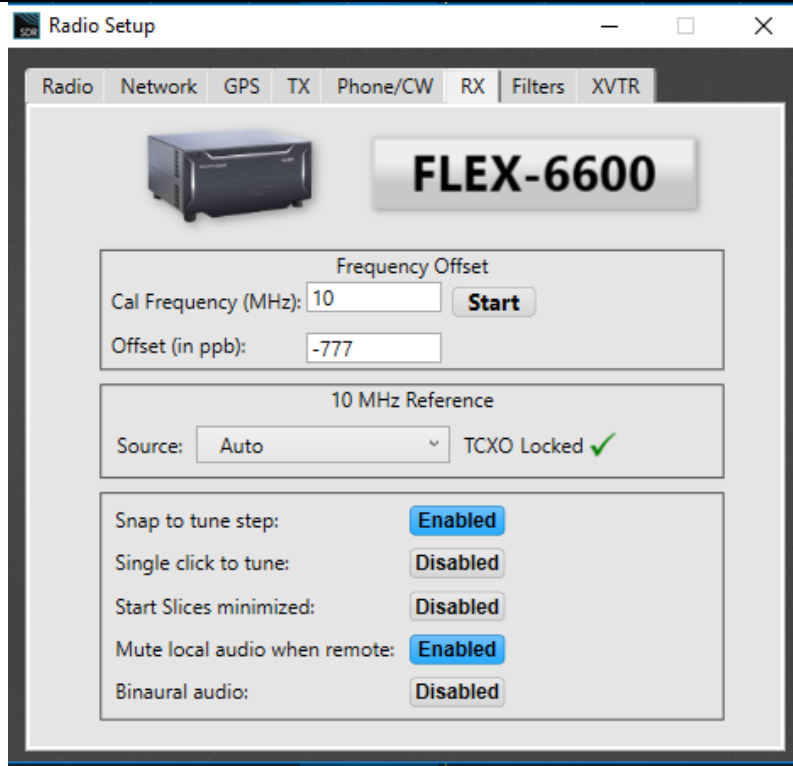 SDR Radio Setup
Radio Network GPS TX Phone/CW RX Filters XVTR
FLEX-6600
Frequency Offset
Cal Frequency (MHz): 10 Start
Offset (in ppb): -777
10 MHz Reference
Source: Auto TCXO Locked
Snap to tune step: Enabled
Single click to tune: Disabled
Start Slices minimized: Disabled
Mute local audio when remote: Enabled
Binaural audio: Disabled